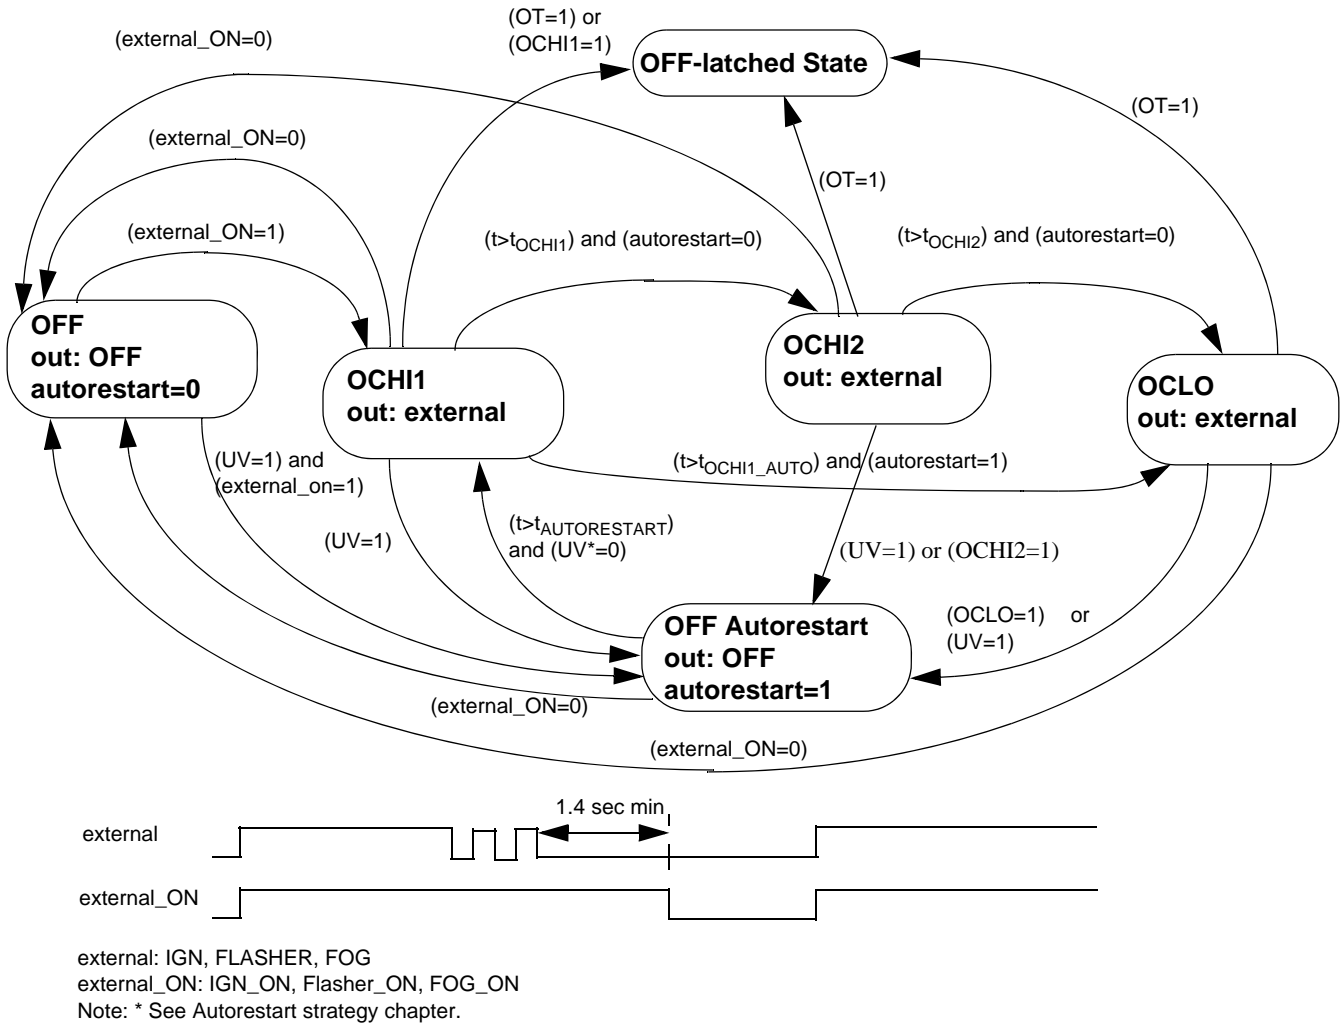 (OT=1) or
(OCHI1=1)
(external_ON=0)
OFF-latched State
(OT=1)
(external_ON=0)
(OT=1)
(external_ON=1)
(t>tOCHI1) and (autorestart=0)
(t>tOCHI2) and (autorestart=0)
OFF
out: OFF
autorestart=0
OCHI1
out: external
OCHI2
out: external
OCLO
out: external
(UV=1) and
(external_on=1)
(t>tOCHI1_AUTO) and (autorestart=1)
(UV=1)
(t>tAUTORESTART)
and (UV*=0)
(UV=1) or (OCHI2=1)
(OCLO=1) or
(UV=1)
OFF Autorestart
out: OFF
autorestart=1
(external_ON=0)
(external_ON=0)
1.4 sec min
external
external_ON
external: IGN, FLASHER, FOG
external_ON: IGN_ON, Flasher_ON, FOG_ON
Note: * See Autorestart strategy chapter.